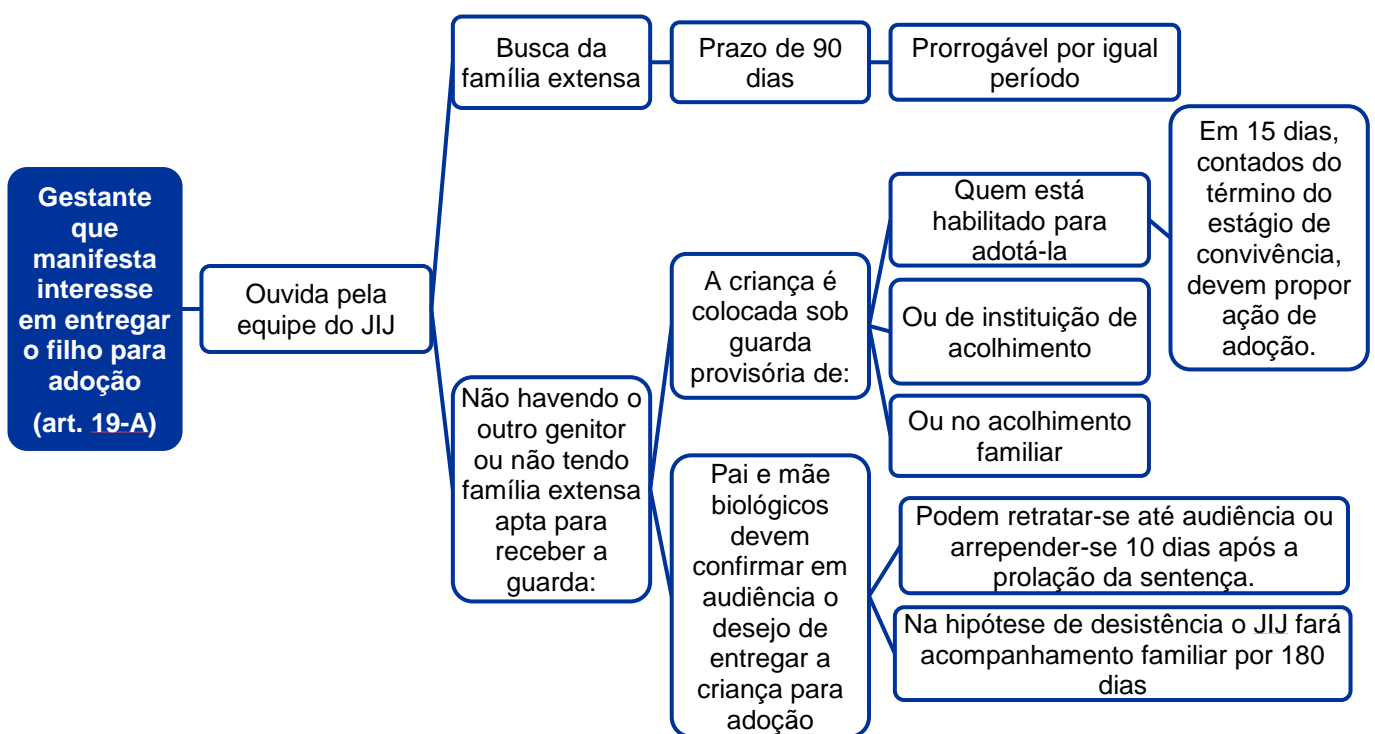 Gestante
que
manifesta
interesse
em entregar
o filho para
adoção
(art. 19-A)
Ouvida pela
equipe do JIJ
Busca da
família extensa
Prazo de 90
dias
Prorrogável por igual
período
Não havendo o
outro genitor
ou não tendo
família extensa
apta para
receber a
guarda:
A criança é
colocada sob
guarda
provisória de:
Quem está
habilitado para
adotá-la
Em 15 dias,
contados do
término do
estágio de
convivência,
devem propor
ação de
adoção.
Ou de instituição de
acolhimento
Ou no acolhimento
familiar
Pai e mãe
biológicos
devem
confirmar em
audiência o
desejo de
entregar a
criança para
adoção
Podem retratar-se até audiência ou
arrepender-se 10 dias após a
prolação da sentença.
Na hipótese de desistência o JIJ fará
acompanhamento familiar por 180
dias